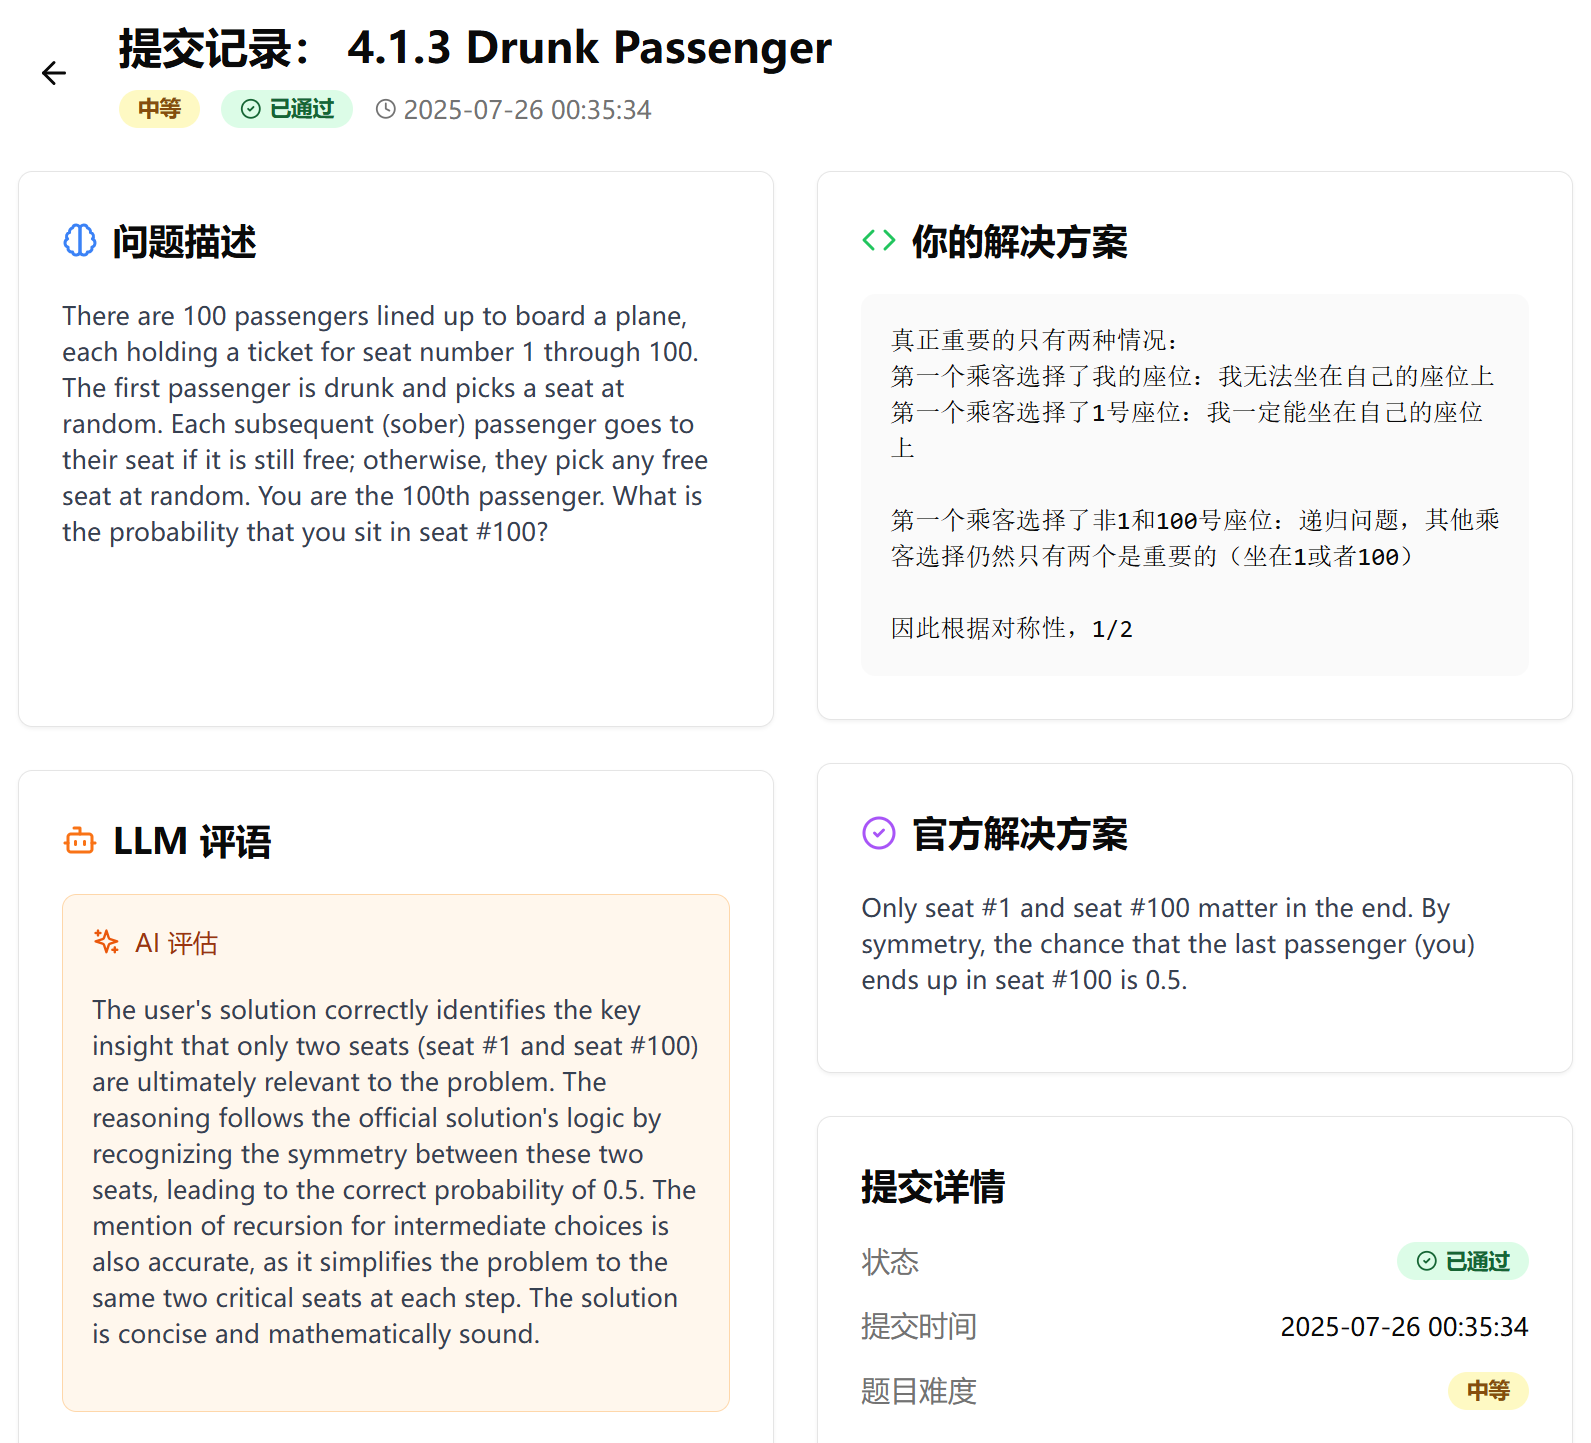 提交记录： 4.1.3 Drunk Passenger
中等 已通过 2025-07-26 00:35:34
问题描述
There are 100 passengers lined up to board a plane,
each holding a ticket for seat number 1 through 100.
The first passenger is drunk and picks a seat at
random. Each subsequent (sober) passenger goes to
their seat if it is still free; otherwise, they pick any free
seat at random. You are the 100th passenger. What is
the probability that you sit in seat #100?
你的解决方案
真正重要的只有两种情况：
第一个乘客选择了我的座位：我无法坐在自己的座位上
第一个乘客选择了1号座位：我一定能坐在自己的座位
上
第一个乘客选择了非1和100号座位：递归问题，其他乘
客选择仍然只有两个是重要的（坐在1或者100）
因此根据对称性，1/2
LLM 评语
AI 评估
The user's solution correctly identifies the key
insight that only two seats (seat #1 and seat #100)
are ultimately relevant to the problem. The
reasoning follows the official solution's logic by
recognizing the symmetry between these two
seats, leading to the correct probability of 0.5. The
mention of recursion for intermediate choices is
also accurate, as it simplifies the problem to the
same two critical seats at each step. The solution
is concise and mathematically sound.
官方解决方案
Only seat #1 and seat #100 matter in the end. By
symmetry, the chance that the last passenger (you)
ends up in seat #100 is 0.5.
提交详情
状态 已通过
提交时间 2025-07-26 00:35:34
题目难度 中等